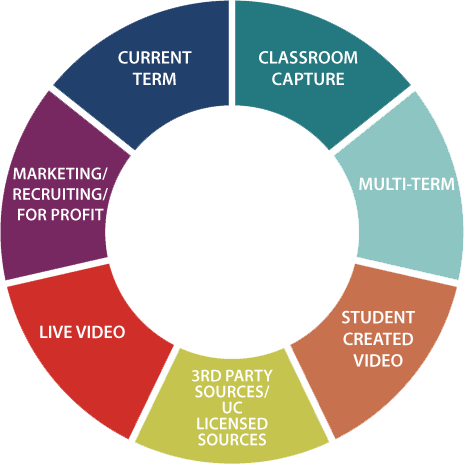 CURRENT
TERM
CLASSROOM
CAPTURE
MULTI-TERM
STUDENT
CREATED
VIDEO
3RD PARTY
SOURCES/
UC
LICENSED
SOURCES
LIVE VIDEO
MARKETING/
RECRUITING/
FOR PROFIT